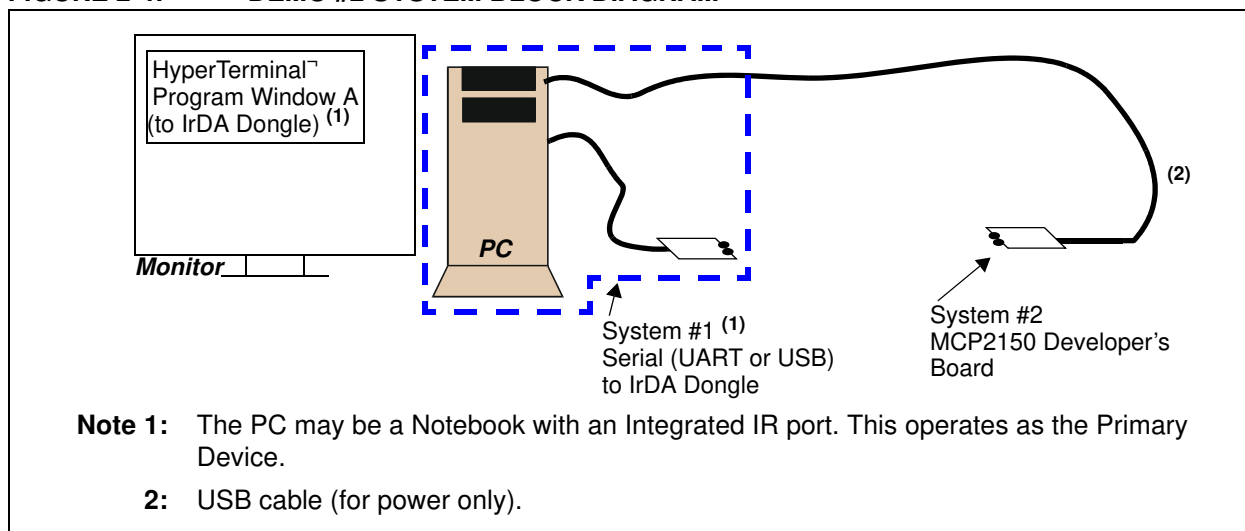 HyperTerminal¬
Program Window A
(to IrDA Dongle) (1)
PC
Monitor
(2)
System #1 (1)
Serial (UART or USB)
to IrDA Dongle
System #2
MCP2150 Developer's
Board
Note 1: The PC may be a Notebook with an Integrated IR port. This operates as the Primary
Device.
2: USB cable (for power only).